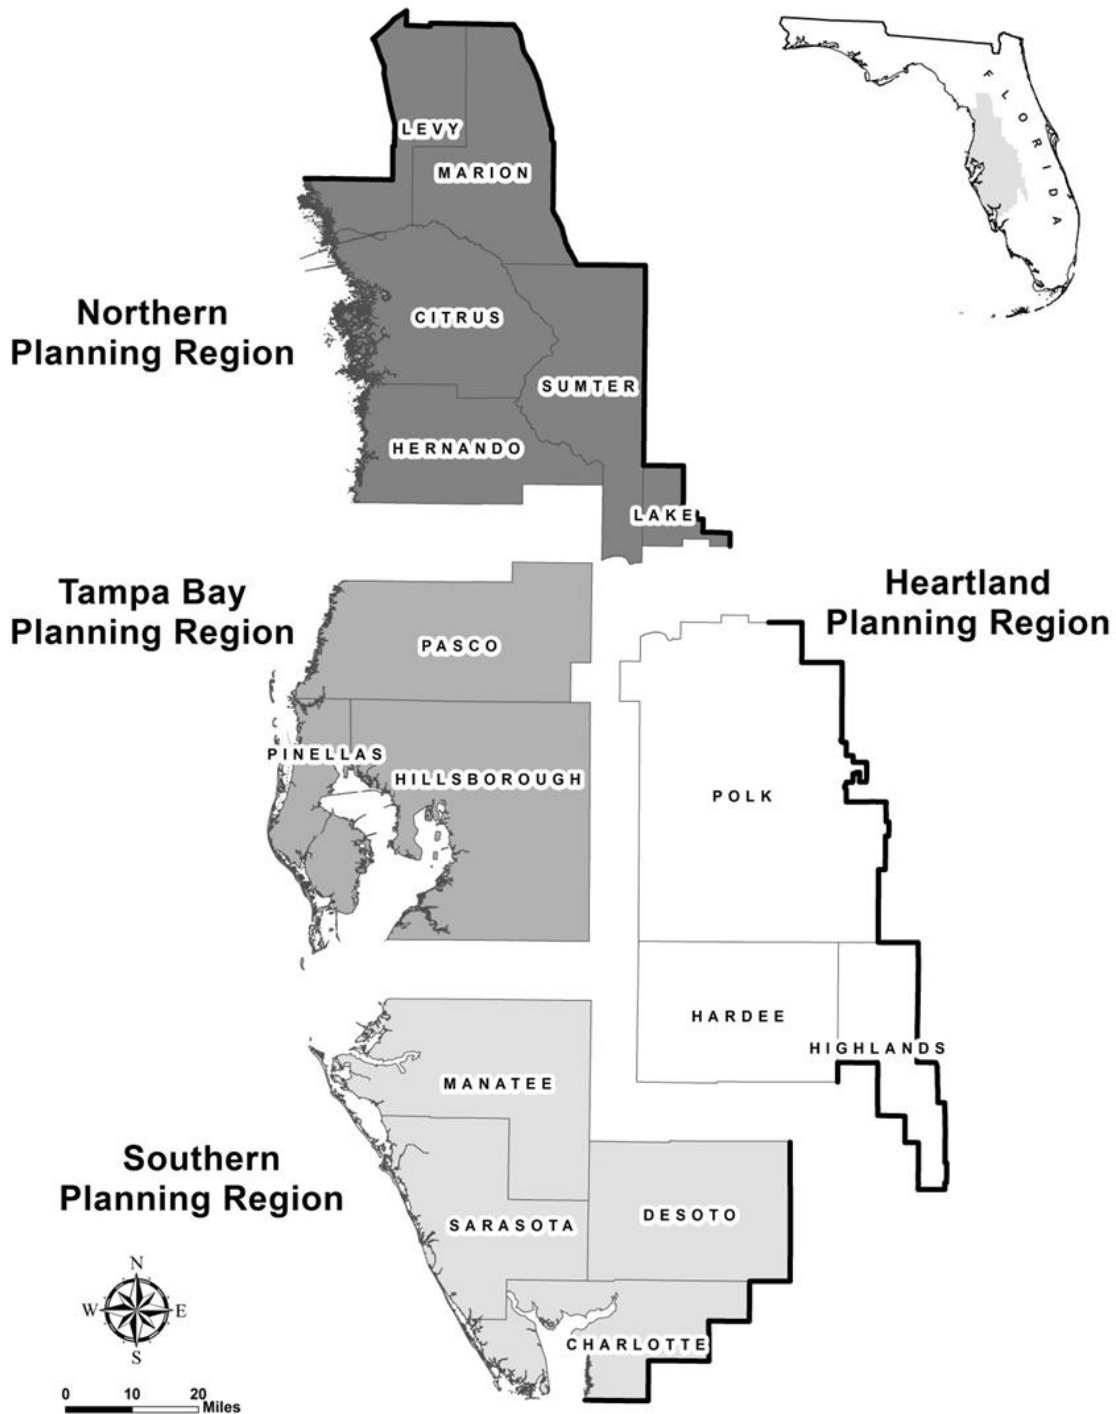 FLORIDA
LEVY
MARION
Northern
Planning Region
CITRUS
SUMTER
HERNANDO
LAKE
Tampa Bay
Planning Region
Heartland
Planning Region
PASCO
PINELLAS
HILLSBOROUGH
POLK
HARDEE
HIGHLANDS
MANATEE
Southern
Planning Region
SARASOTA
DESOTO
CHARLOTTE
N
W E
S
0 10 20
Miles